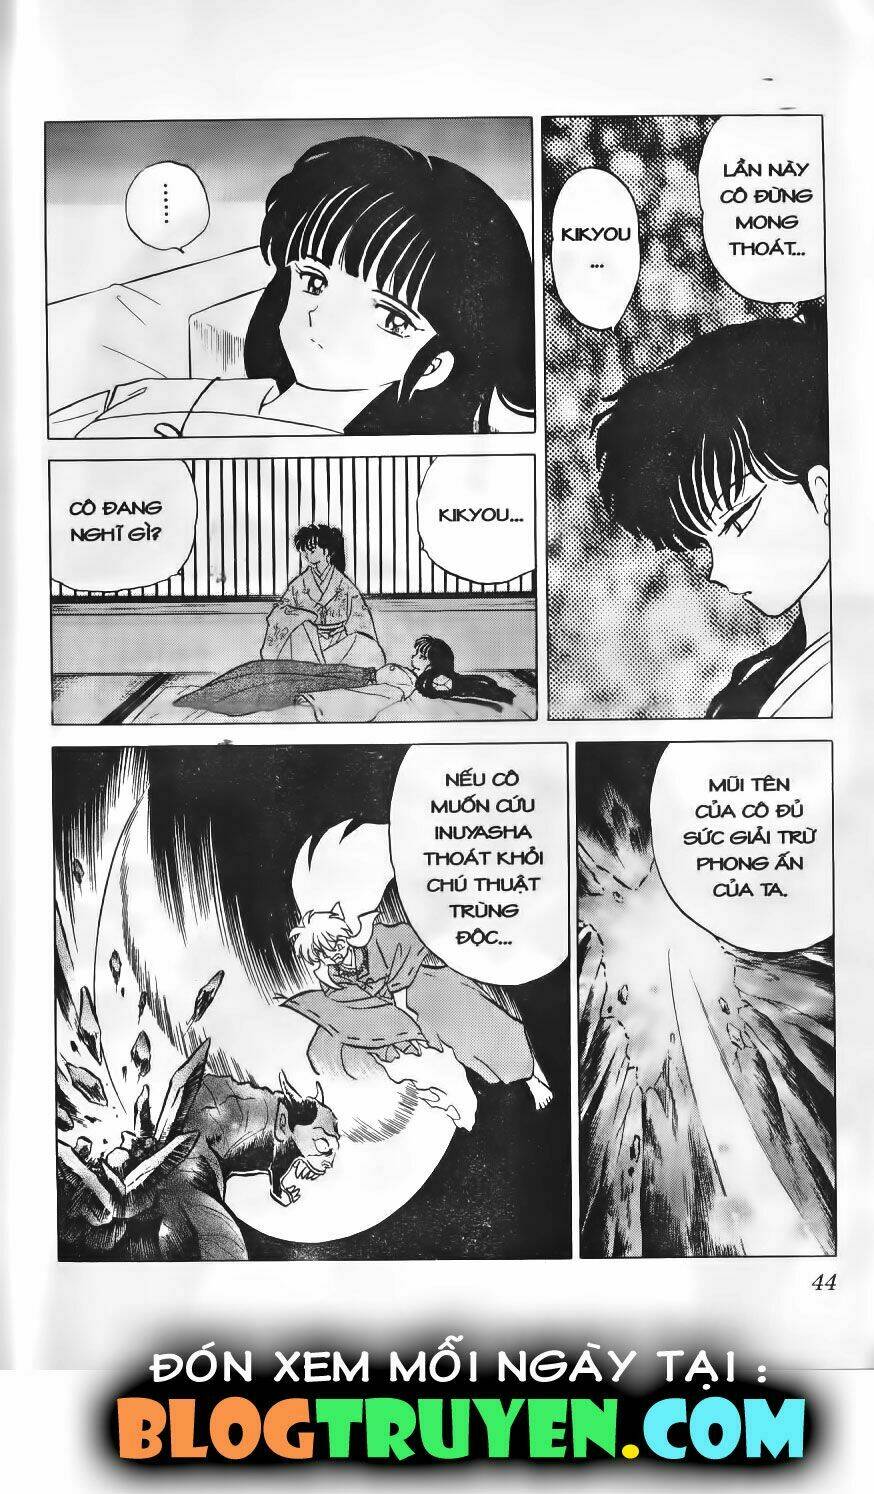 LẦN NÀY
CÔ ĐỪNG
MONG
THOÁT...
KIKYOU
...
......
KIKYOU...
CÔ ĐANG
NGHĨ GÌ?
MŨI TÊN
CỦA CÔ ĐỦ
SỨC GIẢI TRỪ
PHONG ẤN
CỦA TA.
NẾU CÔ
MUỐN CỨU
INUYASHA
THOÁT KHỎI
CHÚ THUẬT
TRÙNG
ĐỘC...
44
ĐÓN XEM MỖI NGÀY TẠI :
BLOGTRUYEN.COM